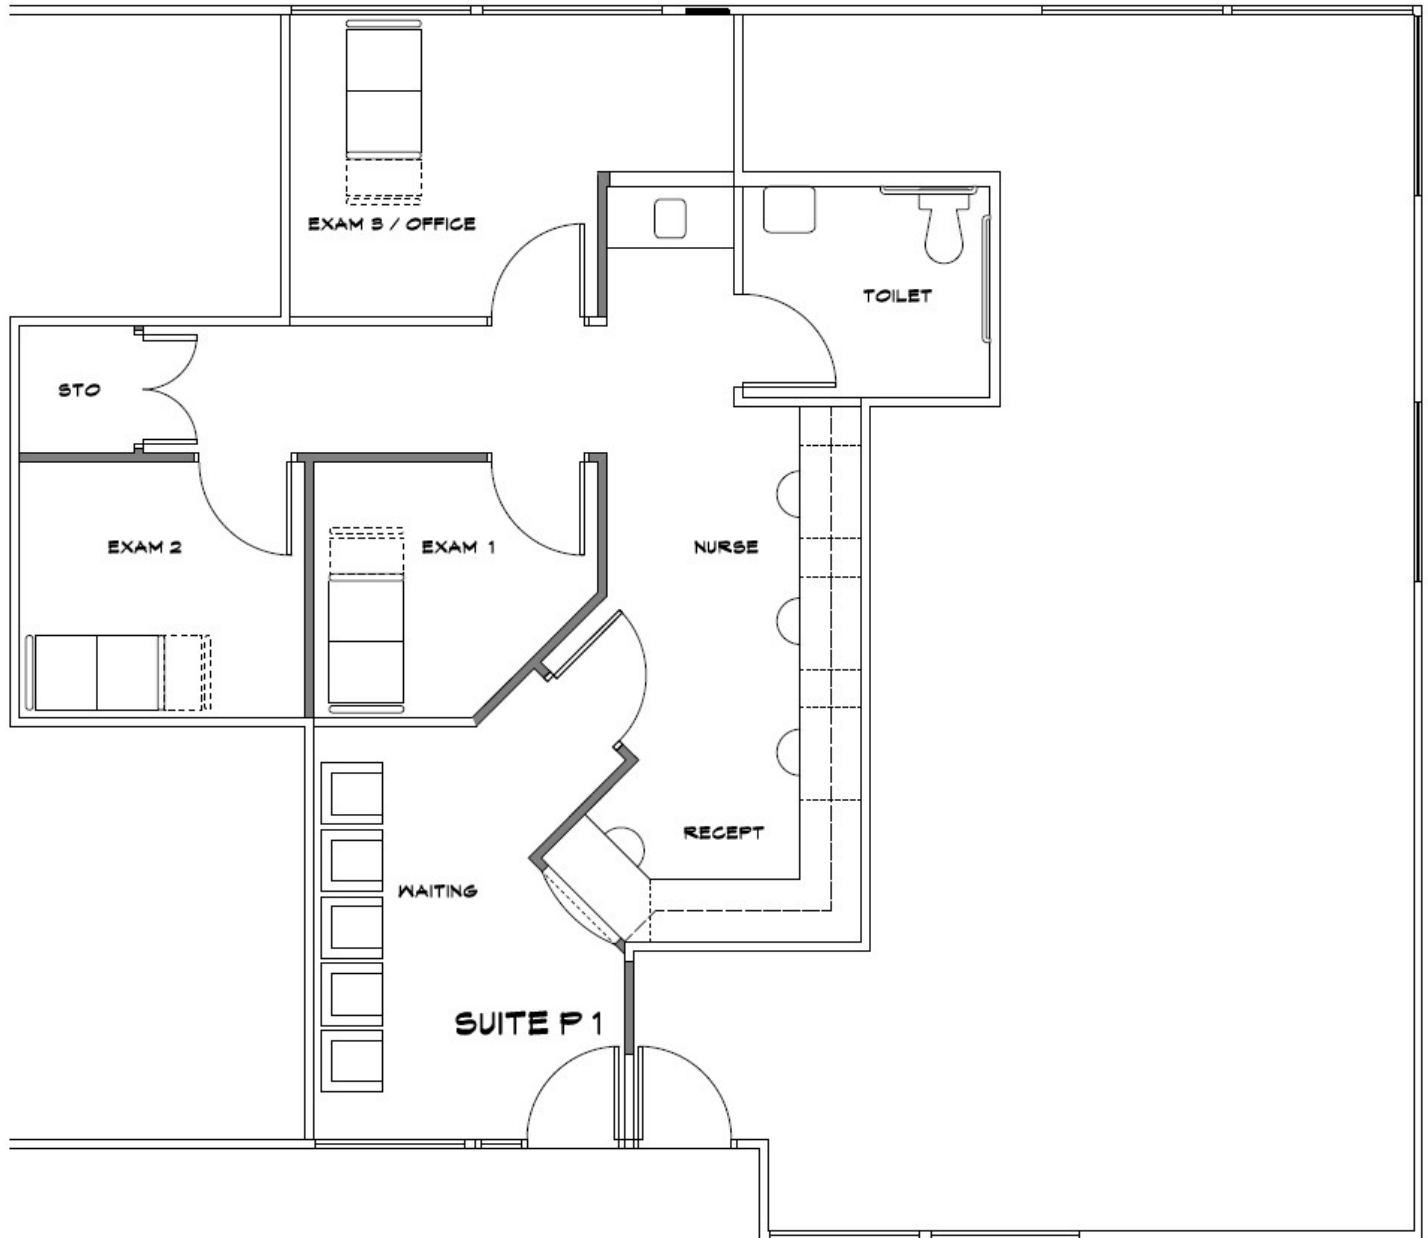 EXAM 3 / OFFICE
TOILET
STO
EXAM 2
EXAM 1
NURSE
RECEPT
WAITING
SUITE P 1